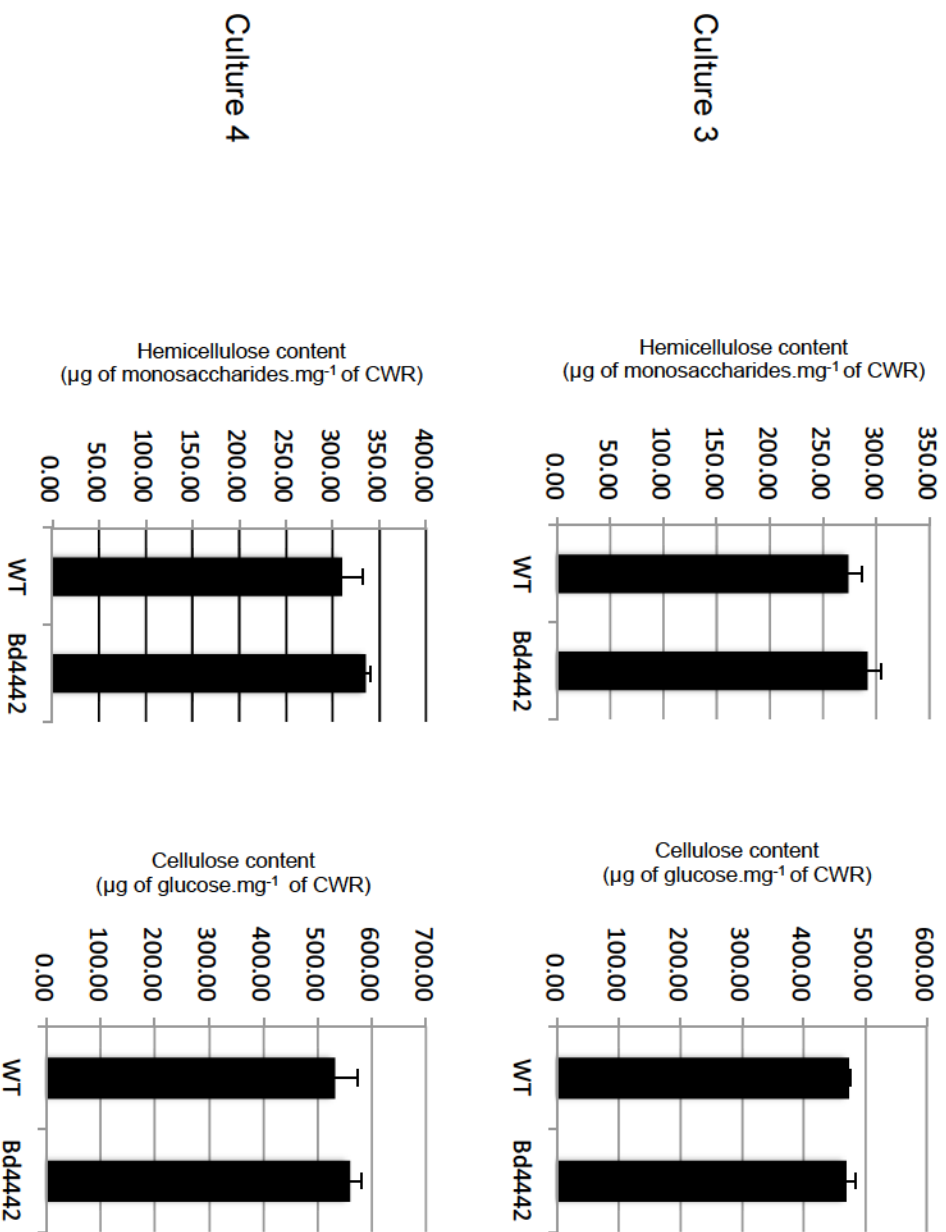 Culture 3
Hemicellulose content
(µg of monosaccharides.mg⁻¹ of CWR)
350.00
300.00
250.00
200.00
150.00
100.00
50.00
0.00
WT
Bd4442
Cellulose content
(µg of glucose.mg⁻¹ of CWR)
600.00
500.00
400.00
300.00
200.00
100.00
0.00
WT
Bd4442
Culture 4
Hemicellulose content
(µg of monosaccharides.mg⁻¹ of CWR)
400.00
350.00
300.00
250.00
200.00
150.00
100.00
50.00
0.00
WT
Bd4442
Cellulose content
(µg of glucose.mg⁻¹ of CWR)
700.00
600.00
500.00
400.00
300.00
200.00
100.00
0.00
WT
Bd4442